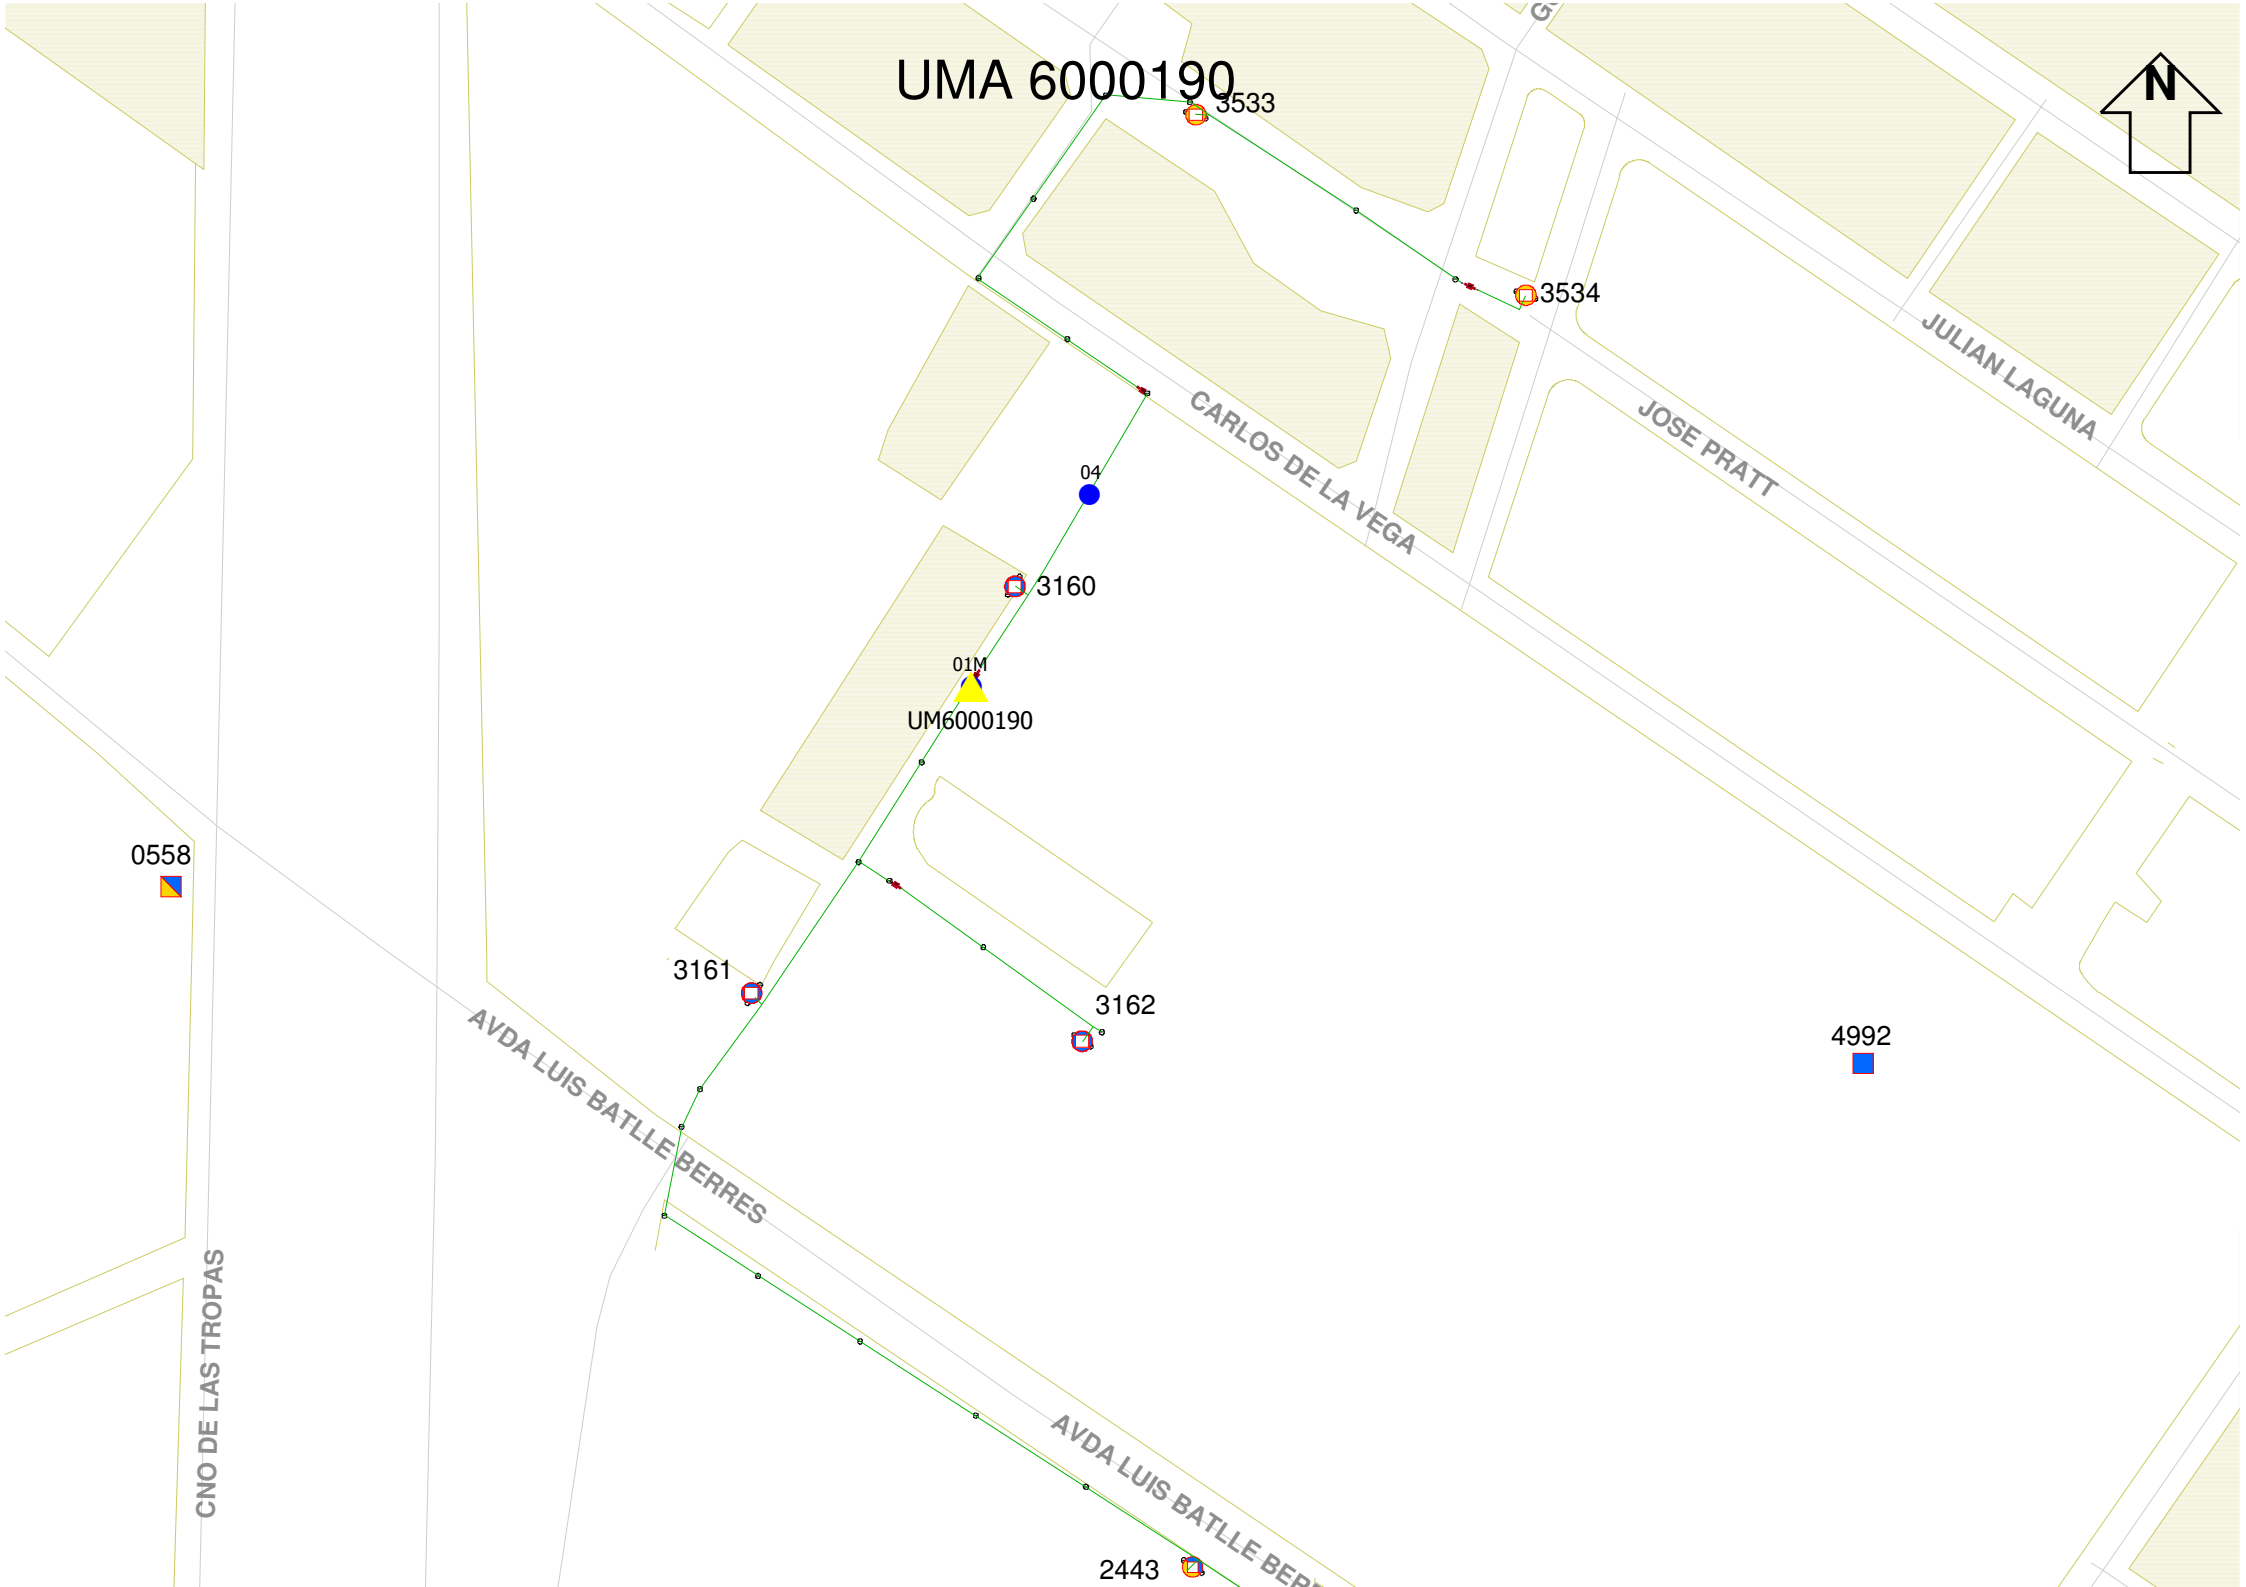 UMA 6000190
N
3533
3534
JULIAN LAGUNA
JOSE PRATT
CARLOS DE LA VEGA
04
3160
01M
UM6000190
0558
3161
3162
4992
AVDA LUIS BATLLE BERRES
CNO DE LAS TROPAS
AVDA LUIS BATLLE BER
2443